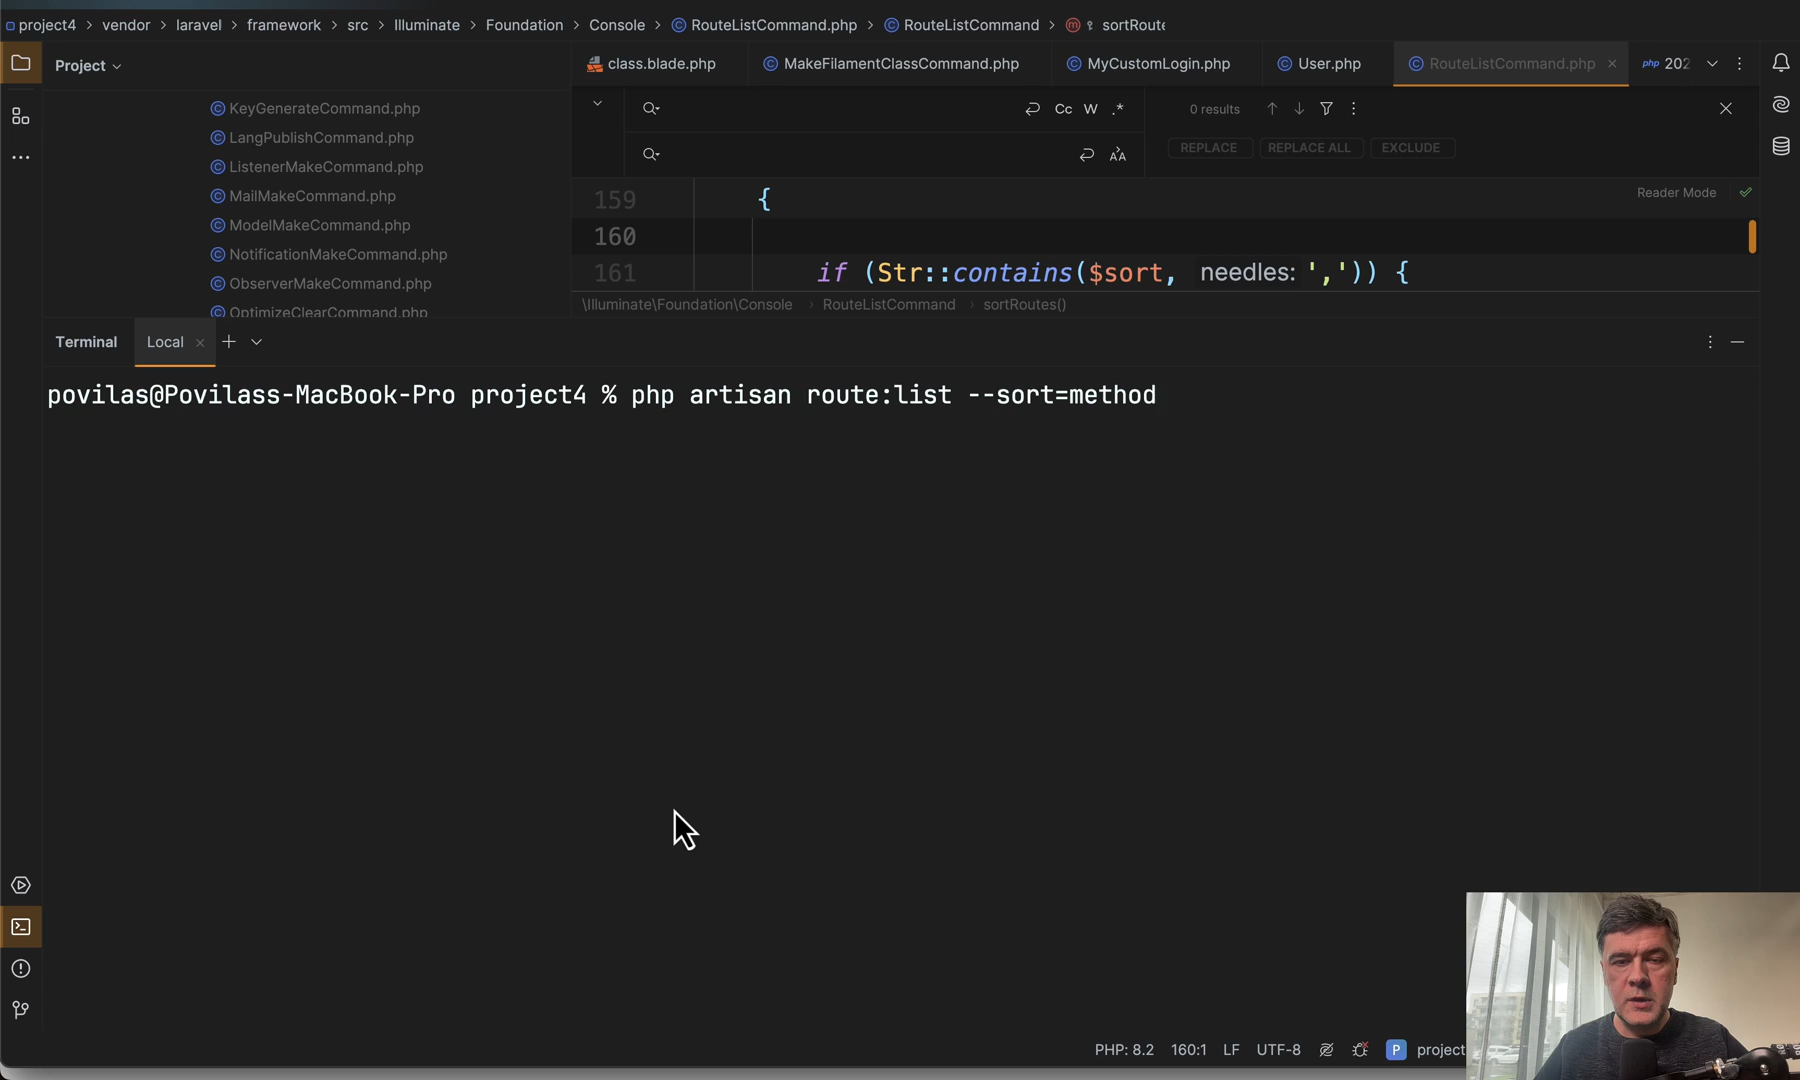 project4 > vendor > laravel > framework > src > Illuminate > Foundation > Console > RouteListCommand.php > RouteListCommand > sortRoute
Project
class.blade.php
MakeFilamentClassCommand.php
MyCustomLogin.php
User.php
RouteListCommand.php
php 202
KeyGenerateCommand.php
LangPublishCommand.php
ListenerMakeCommand.php
MailMakeCommand.php
ModelMakeCommand.php
NotificationMakeCommand.php
ObserverMakeCommand.php
OptimizeClearCommand.php
Cc W .*
0 results
REPLACE REPLACE ALL EXCLUDE
159 {
Reader Mode
160
161 if (Str::contains($sort, needles: ',')) {
\Illuminate\Foundation\Console > RouteListCommand > sortRoutes()
Terminal Local
povilas@Povilass-MacBook-Pro project4 % php artisan route:list --sort=method
PHP: 8.2 160:1 LF UTF-8 P project